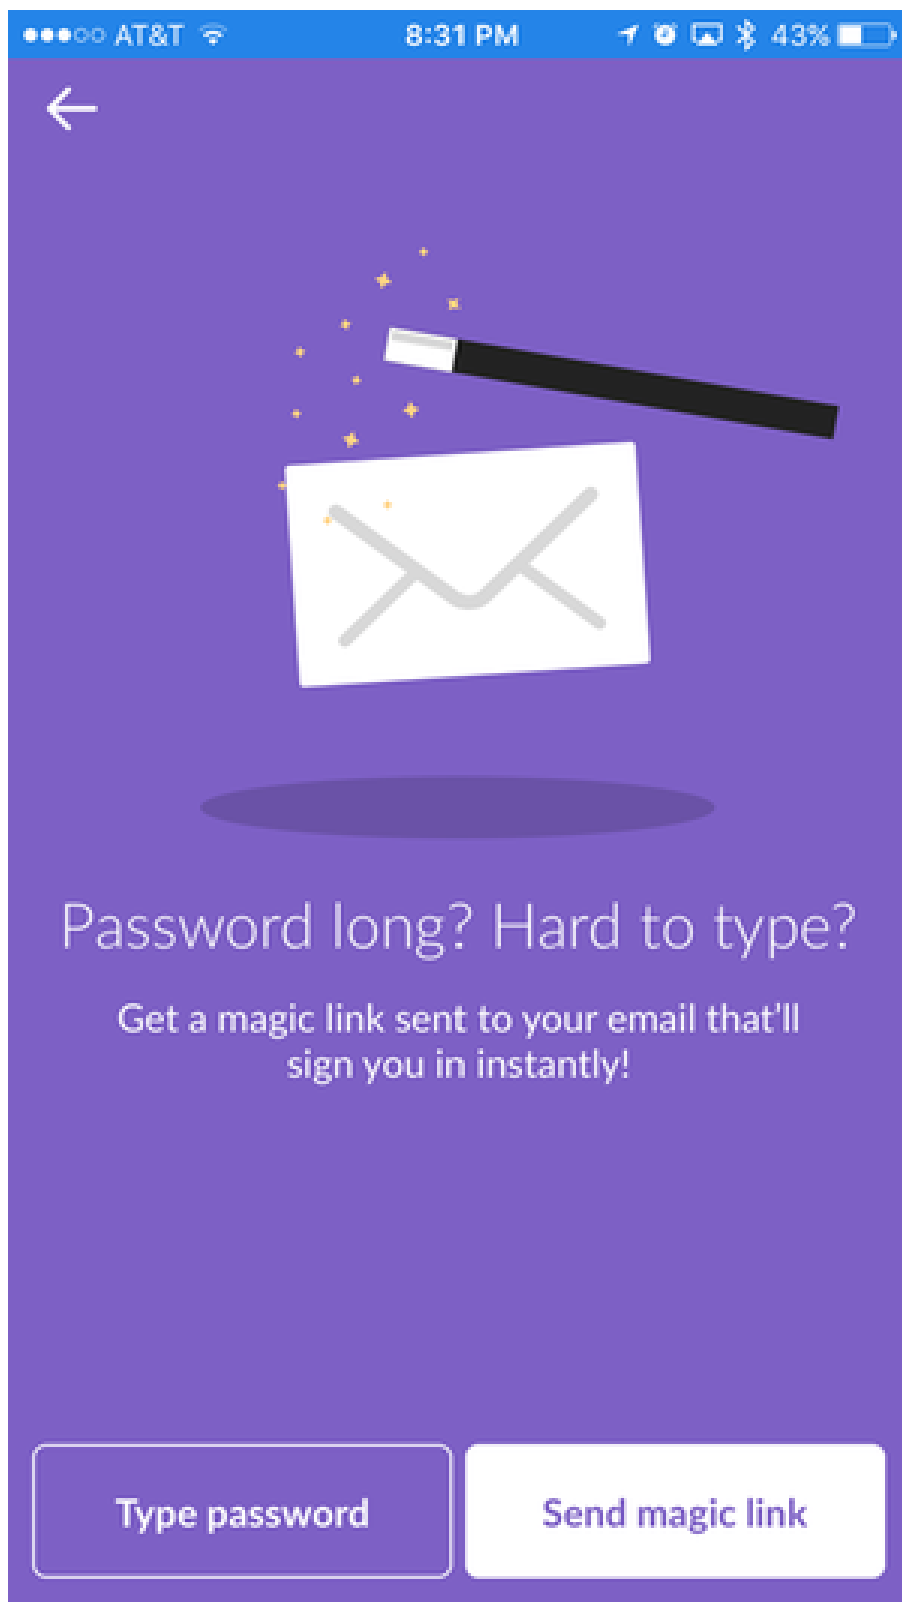 AT&T 8:31 PM 43%
Password long? Hard to type?
Get a magic link sent to your email that'll
sign you in instantly!
Type password Send magic link